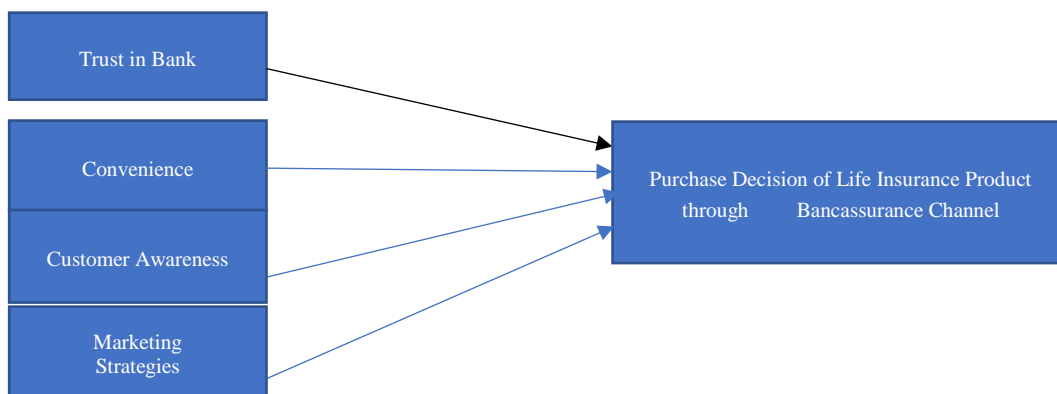 Trust in Bank
Convenience
Customer Awareness
Marketing
Strategies
Purchase Decision of Life Insurance Product
through Bancassurance Channel